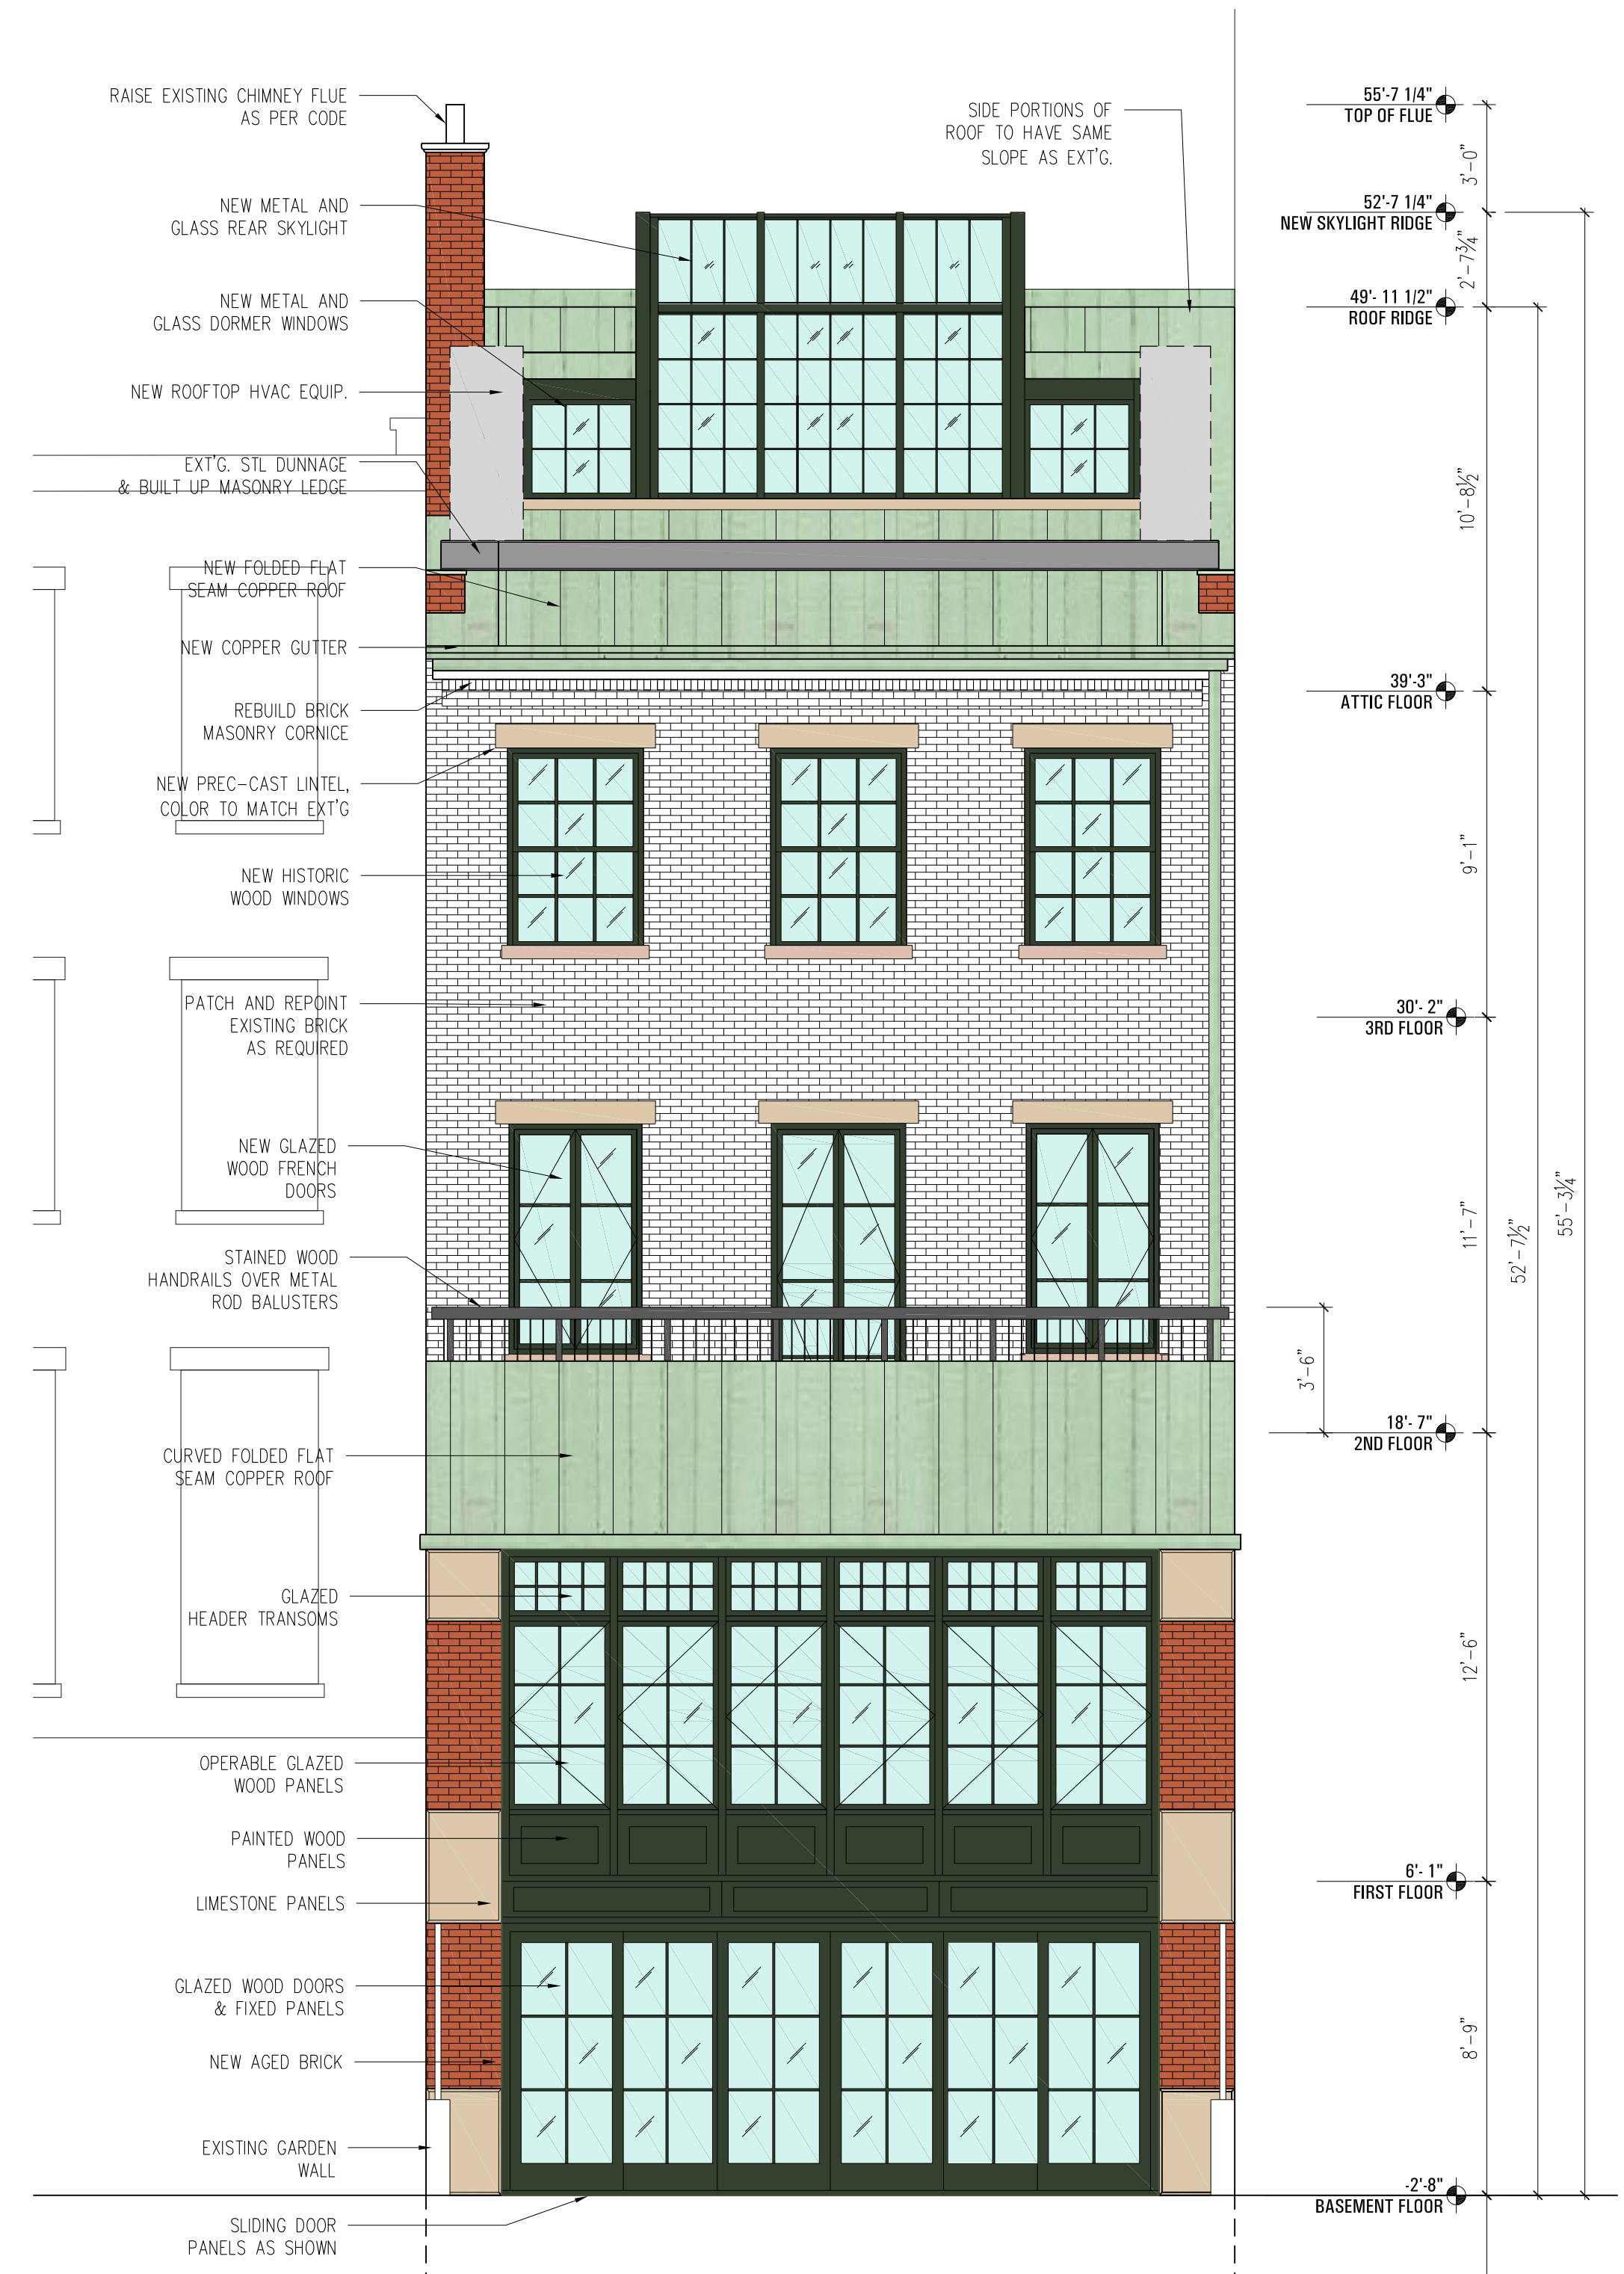 RAISE EXISTING CHIMNEY FLUE
AS PER CODE
NEW METAL AND
GLASS REAR SKYLIGHT
NEW METAL AND
GLASS DORMER WINDOWS
NEW ROOFTOP HVAC EQUIP.
EXT'G. STL DUNNAGE
& BUILT UP MASONRY LEDGE
NEW FOLDED FLAT
SEAM COPPER ROOF
NEW COPPER GUTTER
REBUILD BRICK
MASONRY CORNICE
NEW PREC-CAST LINTEL,
COLOR TO MATCH EXT'G
NEW HISTORIC
WOOD WINDOWS
PATCH AND REPOINT
EXISTING BRICK
AS REQUIRED
NEW GLAZED
WOOD FRENCH
DOORS
STAINED WOOD
HANDRAILS OVER METAL
ROD BALUSTERS
CURVED FOLDED FLAT
SEAM COPPER ROOF
GLAZED
HEADER TRANSOMS
OPERABLE GLAZED
WOOD PANELS
PAINTED WOOD
PANELS
LIMESTONE PANELS
GLAZED WOOD DOORS
& FIXED PANELS
NEW AGED BRICK
EXISTING GARDEN
WALL
SLIDING DOOR
PANELS AS SHOWN
SIDE PORTIONS OF
ROOF TO HAVE SAME
SLOPE AS EXT'G.
55'-7 1/4"
TOP OF FLUE
3'-0"
52'-7 1/4"
NEW SKYLIGHT RIDGE
2'-7¾"
49'- 11 1/2"
ROOF RIDGE
10'-8½"
39'-3"
ATTIC FLOOR
9'-1"
30'- 2"
3RD FLOOR
11'-7"
52'-7½"
55'-3¼"
3'-6"
18'- 7"
2ND FLOOR
12'-6"
6'- 1"
FIRST FLOOR
8'-9"
-2'-8"
BASEMENT FLOOR